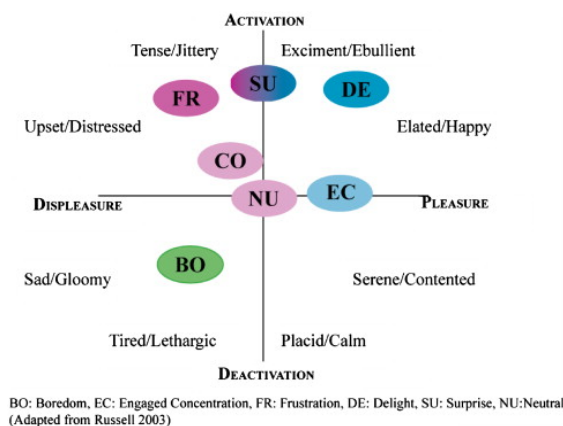 ACTIVATION
Tense/Jittery Exciment/Ebullient
SU
FR DE
Upset/Distressed Elated/Happy
CO
NU EC
DISPLEASURE PLEASURE
BO
Sad/Gloomy Serene/Contented
Tired/Lethargic Placid/Calm
DEACTIVATION
BO: Boredom, EC: Engaged Concentration, FR: Frustration, DE: Delight, SU: Surprise, NU:Neutral
(Adapted from Russell 2003)